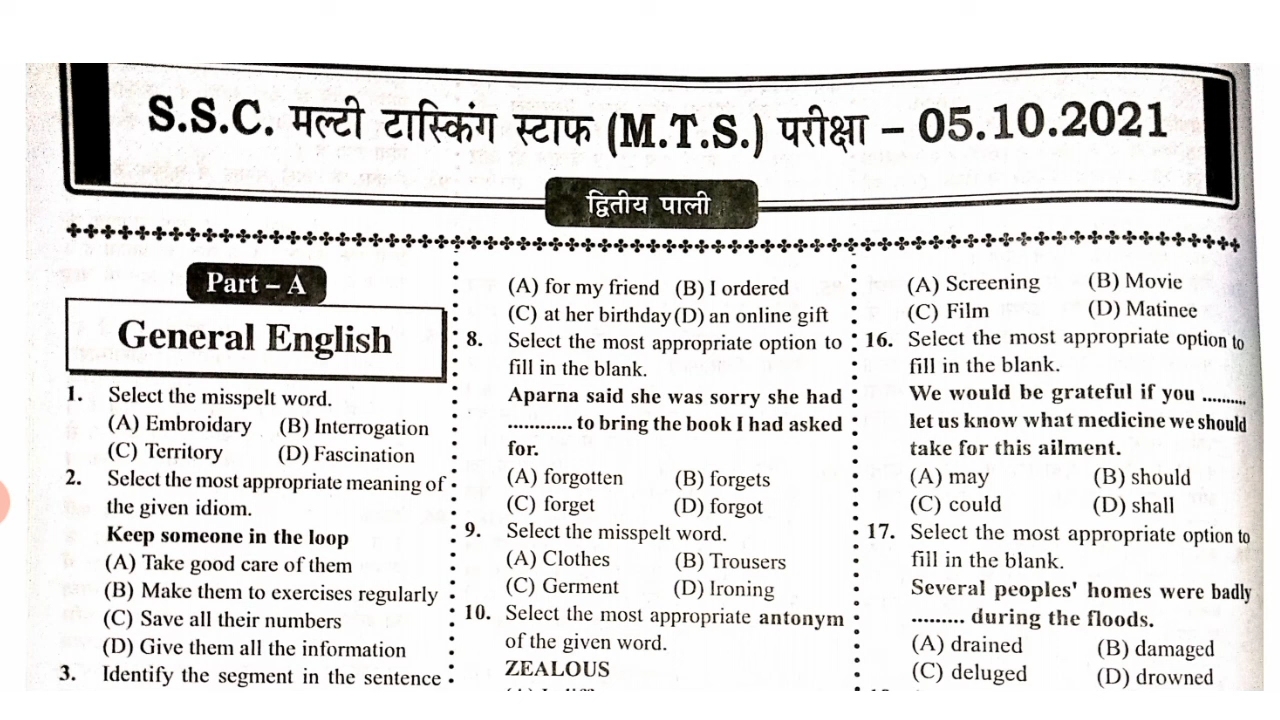 S.S.C. मल्टी टास्किंग स्टाफ (M.T.S.) परीक्षा – 05.10.2021
द्वितीय पाली
Part – A
General English
1. Select the misspelt word.
(A) Embroidary (B) Interrogation
(C) Territory (D) Fascination
2. Select the most appropriate meaning of
the given idiom.
Keep someone in the loop
(A) Take good care of them
(B) Make them to exercises regularly
(C) Save all their numbers
(D) Give them all the information
3. Identify the segment in the sentence
(A) for my friend (B) I ordered
(C) at her birthday (D) an online gift
8. Select the most appropriate option to
fill in the blank.
Aparna said she was sorry she had
............ to bring the book I had asked
for.
(A) forgotten (B) forgets
(C) forget (D) forgot
9. Select the misspelt word.
(A) Clothes (B) Trousers
(C) Germent (D) Ironing
10. Select the most appropriate antonym
of the given word.
ZEALOUS
(A) Screening (B) Movie
(C) Film (D) Matinee
16. Select the most appropriate option to
fill in the blank.
We would be grateful if you ..........
let us know what medicine we should
take for this ailment.
(A) may (B) should
(C) could (D) shall
17. Select the most appropriate option to
fill in the blank.
Several peoples' homes were badly
......... during the floods.
(A) drained (B) damaged
(C) deluged (D) drowned